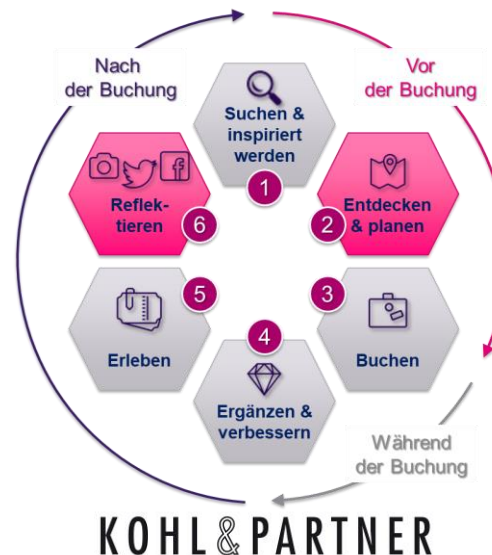 Nach
der Buchung
Vor
der Buchung
Suchen &
inspiriert
werden
1
Entdecken
& planen
2
3
Buchen
4
Ergänzen &
verbessern
5
Erleben
Reflek-
tieren
6
Während
der Buchung
KOHL & PARTNER